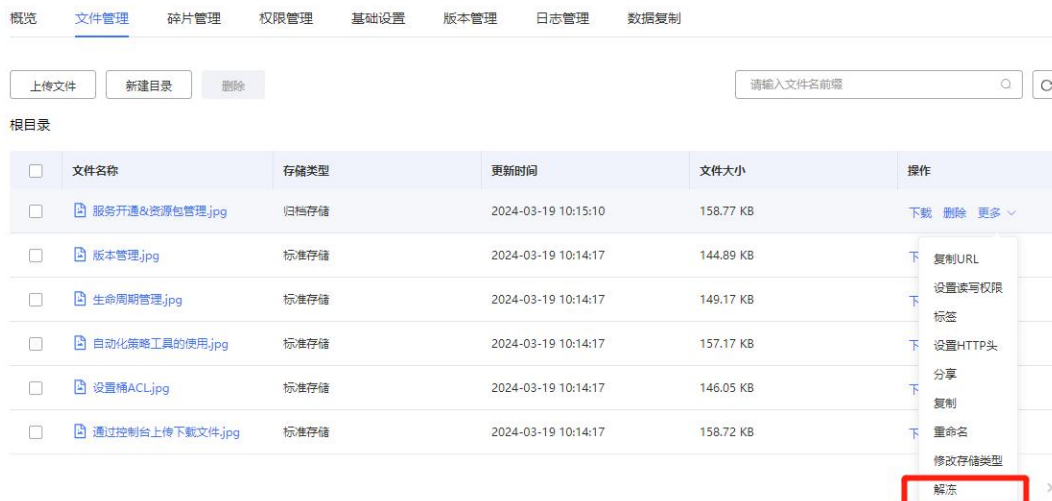 概览 文件管理 碎片管理 权限管理 基础设置 版本管理 日志管理 数据复制
上传文件 新建目录 删除 请输入文件名前缀
根目录
文件名称 存储类型 更新时间 文件大小 操作
服务开通&资源包管理.jpg 归档存储 2024-03-19 10:15:10 158.77 KB 下载 删除 更多
版本管理.jpg 标准存储 2024-03-19 10:14:17 144.89 KB 下
生命周期管理.jpg 标准存储 2024-03-19 10:14:17 149.17 KB 下
自动化策略工具的使用.jpg 标准存储 2024-03-19 10:14:17 157.17 KB 下
设置桶ACL.jpg 标准存储 2024-03-19 10:14:17 146.05 KB 下
通过控制台上传下载文件.jpg 标准存储 2024-03-19 10:14:17 158.72 KB 下
复制URL
设置读写权限
标签
设置HTTP头
分享
复制
重命名
修改存储类型
解冻